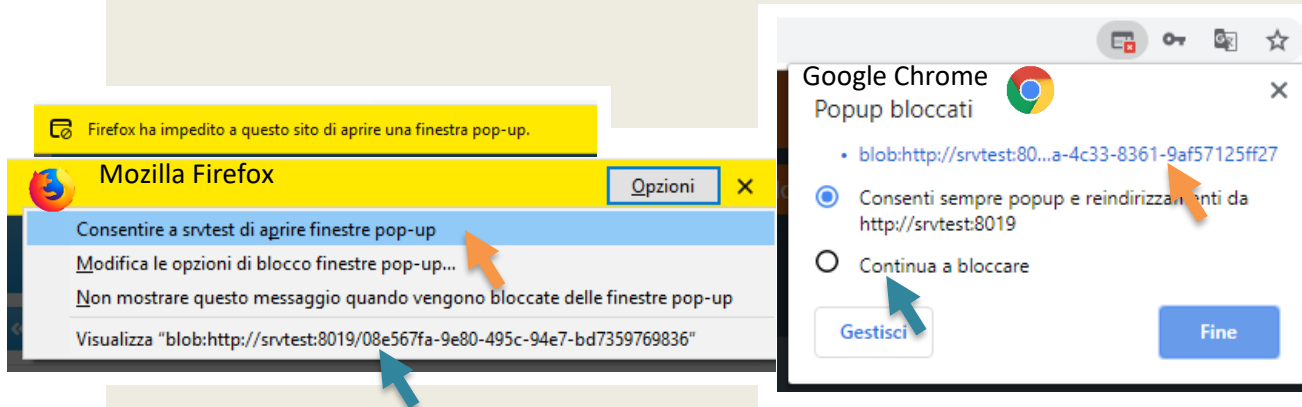 Firefox ha impedito a questo sito di aprire una finestra pop-up.
Mozilla Firefox
Opzioni
Consentire a srvtest di aprire finestre pop-up
Modifica le opzioni di blocco finestre pop-up...
Non mostrare questo messaggio quando vengono bloccate delle finestre pop-up
Visualizza "blob:http://srvtest:8019/08e567fa-9e80-495c-94e7-bd7359769836"
Google Chrome
Popup bloccati
• blob:http://srvtest:80...a-4c33-8361-9af57125ff27
Consenti sempre popup e reindirizzamenti da
http://srvtest:8019
Continua a bloccare
Gestisci
Fine